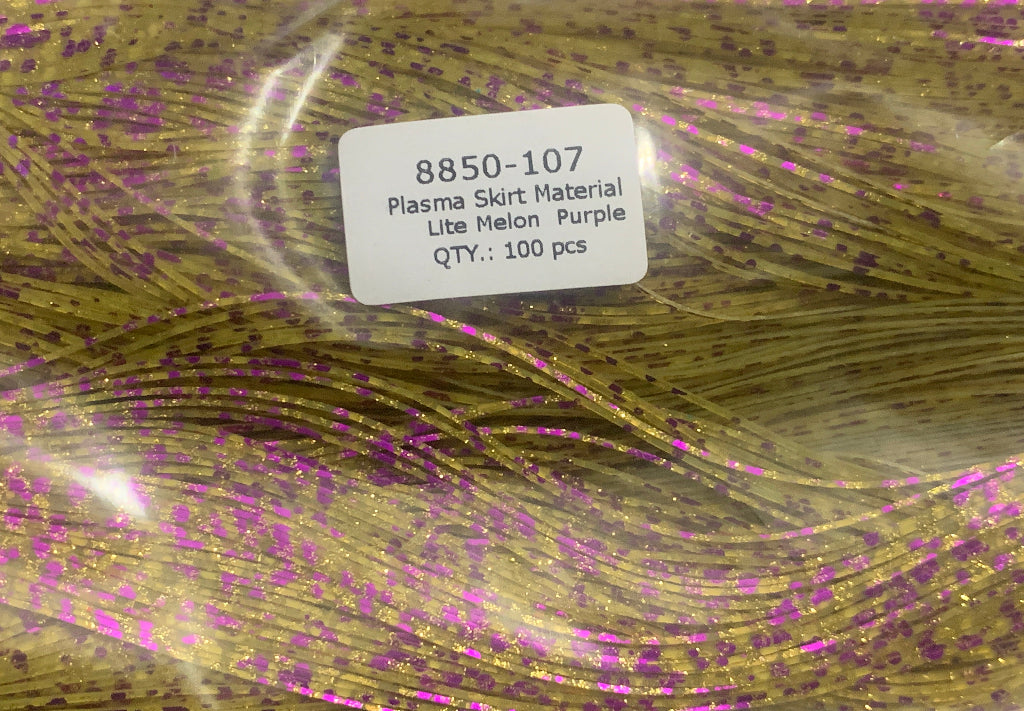 8850-107
Plasma Skirt Material
Lite Melon  Purple
QTY.: 100 pcs